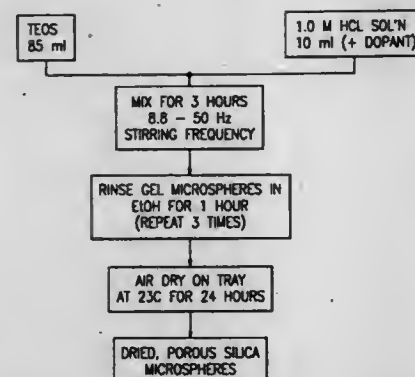 TEOS
85 ml
1.0 M HCL SOL'N
10 ml (+ DOPANT)
MIX FOR 3 HOURS
8.8 - 50 Hz
STIRRING FREQUENCY
RINSE GEL MICROSPHERES IN
EtOH FOR 1 HOUR
(REPEAT 3 TIMES)
AIR DRY ON TRAY
AT 23C FOR 24 HOURS
DRIED, POROUS SILICA
MICROSPHERES